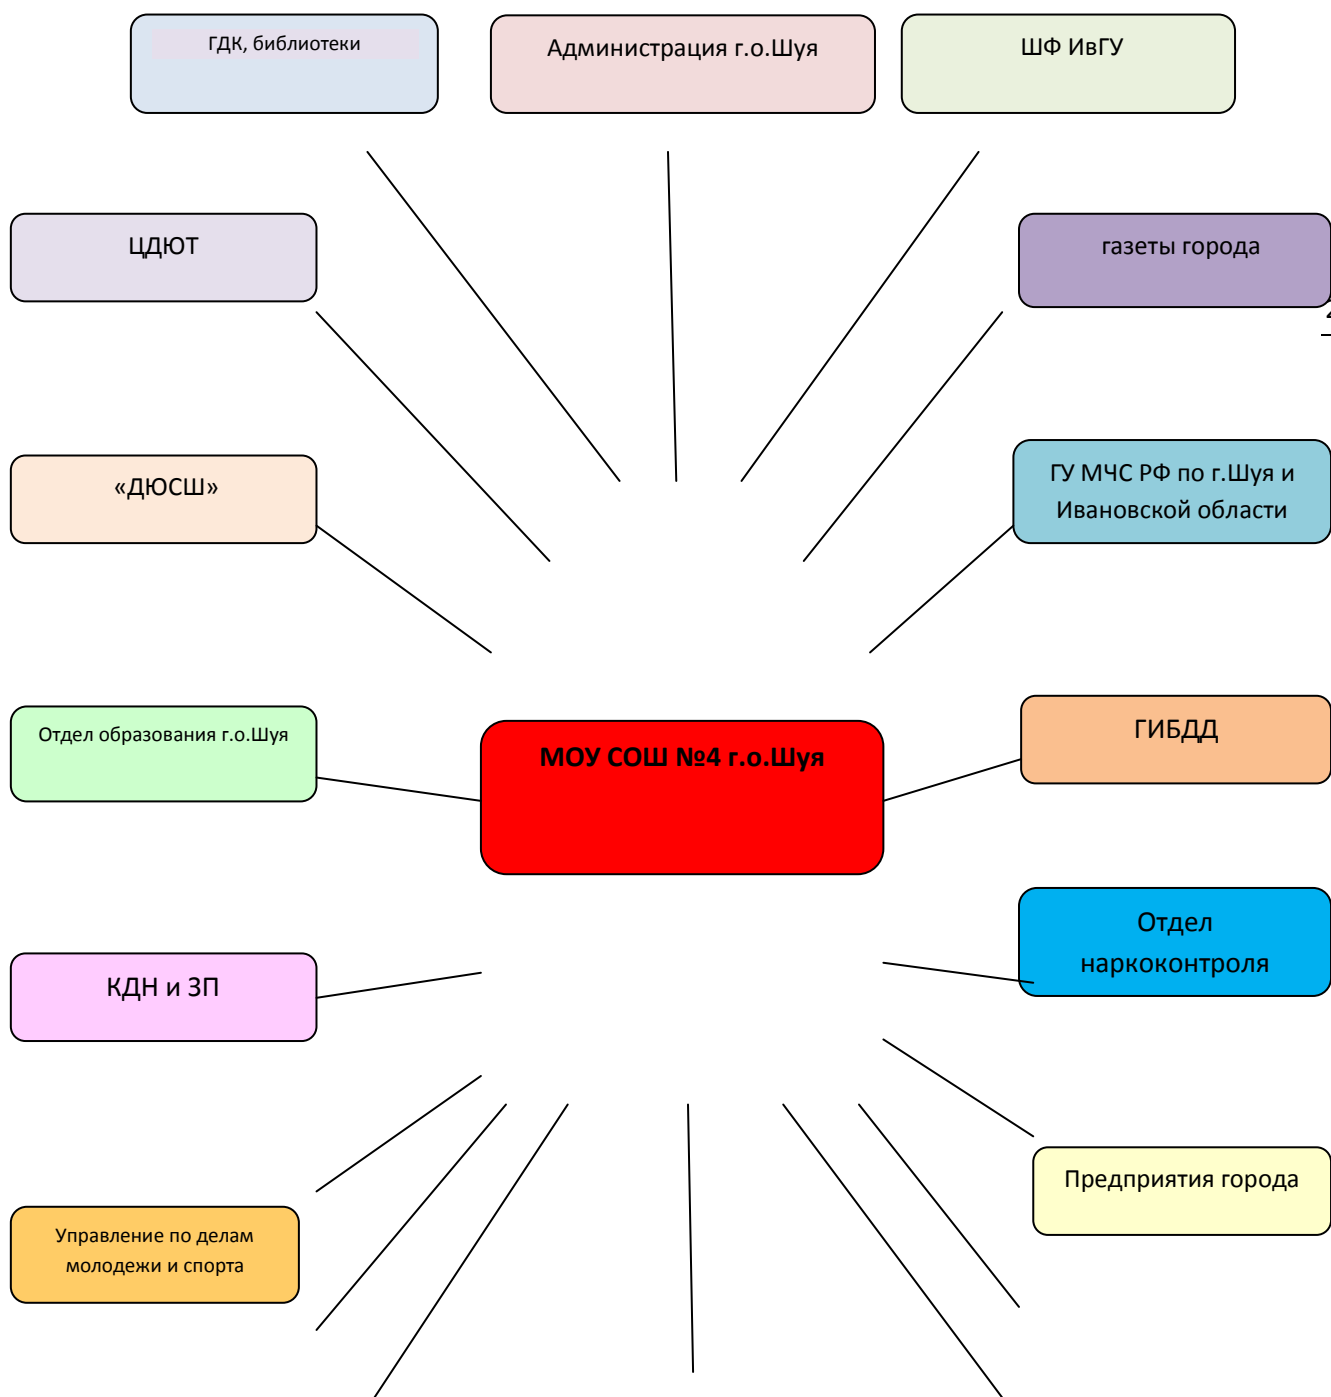 ГДК, библиотеки
Администрация г.о.Шуя
ШФ ИвГУ
ЦДЮТ
газеты города
«ДЮСШ»
ГУ МЧС РФ по г.Шуя и
Ивановской области
Отдел образования г.о.Шуя
МОУ СОШ №4 г.о.Шуя
ГИБДД
Отдел
наркоконтроля
КДН и ЗП
Предприятия города
Управление по делам
молодежи и спорта